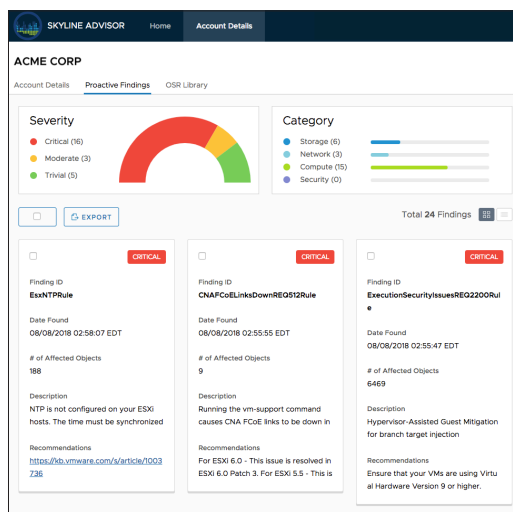 SKYLINE ADVISOR
Home
Account Details
ACME CORP
Account Details
Proactive Findings
OSR Library
Severity
Critical (16)
Moderate (3)
Trivial (5)
Category
Storage (6)
Network (3)
Compute (15)
Security (0)
EXPORT
Total 24 Findings
CRITICAL
Finding ID
EsxNTPRule
Date Found
08/08/2018 02:58:07 EDT
# of Affected Objects
188
Description
NTP is not configured on your ESXi
hosts. The time must be synchronized
Recommendations
https://kb.vmware.com/s/article/1003
736
CRITICAL
Finding ID
CNAFCoELinksDownREQ512Rule
Date Found
08/08/2018 02:55:55 EDT
# of Affected Objects
9
Description
Running the vm-support command
causes CNA FCoE links to be down in
Recommendations
For ESXi 6.0 - This issue is resolved in
ESXi 6.0 Patch 3. For ESXi 5.5 - This is
CRITICAL
Finding ID
ExecutionSecurityIssuesREQ2200Rul
e
Date Found
08/08/2018 02:55:47 EDT
# of Affected Objects
6469
Description
Hypervisor-Assisted Guest Mitigation
for branch target injection
Recommendations
Ensure that your VMs are using Virtu
al Hardware Version 9 or higher.